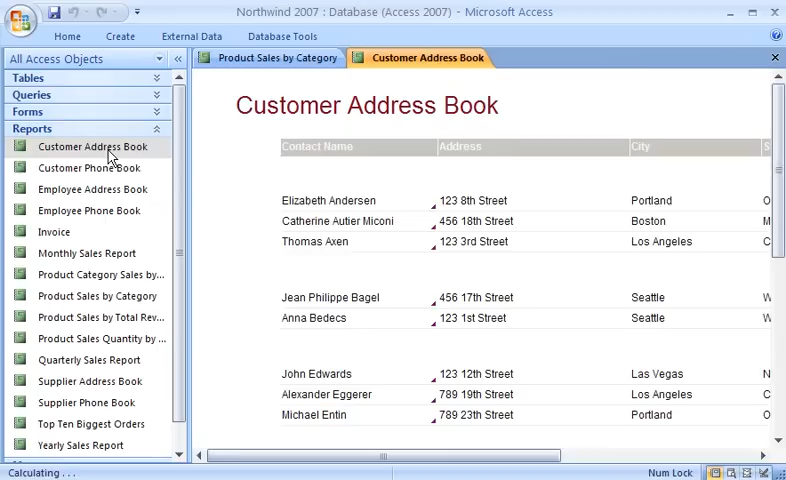 Northwind 2007 : Database (Access 2007) - Microsoft Access
Home Create External Data Database Tools
All Access Objects
Tables
Queries
Forms
Reports
Customer Address Book
Customer Phone Book
Employee Address Book
Employee Phone Book
Invoice
Monthly Sales Report
Product Category Sales by...
Product Sales by Category
Product Sales by Total Rev...
Product Sales Quantity by ...
Quarterly Sales Report
Supplier Address Book
Supplier Phone Book
Top Ten Biggest Orders
Yearly Sales Report
Product Sales by Category Customer Address Book
Customer Address Book
Contact Name Address City S
Elizabeth Andersen 123 8th Street Portland O
Catherine Autier Miconi 456 18th Street Boston M
Thomas Axen 123 3rd Street Los Angeles C
Jean Philippe Bagel 456 17th Street Seattle W
Anna Bedecs 123 1st Street Seattle W
John Edwards 123 12th Street Las Vegas N
Alexander Eggerer 789 19th Street Los Angeles C
Michael Entin 789 23th Street Portland O
Calculating . . . Num Lock